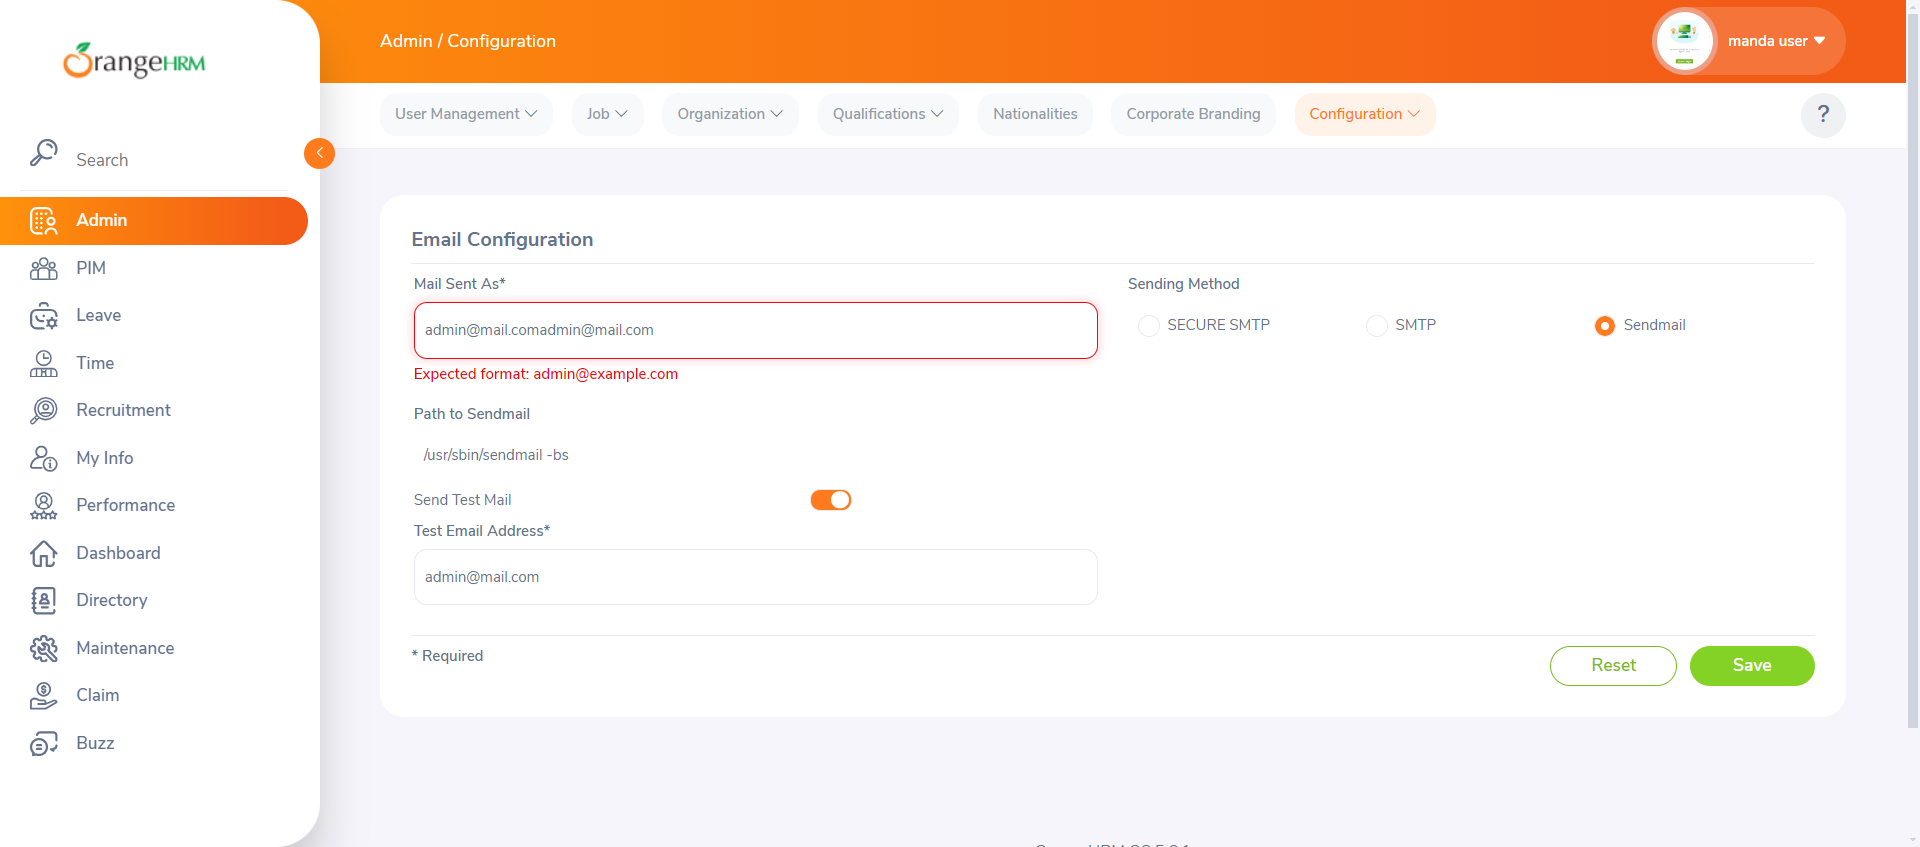 OrangeHRM
Admin / Configuration
manda user
User Management
Job
Organization
Qualifications
Nationalities
Corporate Branding
Configuration
?
Search
Admin
PIM
Leave
Time
Recruitment
My Info
Performance
Dashboard
Directory
Maintenance
Claim
Buzz
Email Configuration
Mail Sent As*
admin@mail.comadmin@mail.com
Expected format: admin@example.com
Sending Method
SECURE SMTP
SMTP
Sendmail
Path to Sendmail
/usr/sbin/sendmail -bs
Send Test Mail
Test Email Address*
admin@mail.com
* Required
Reset
Save